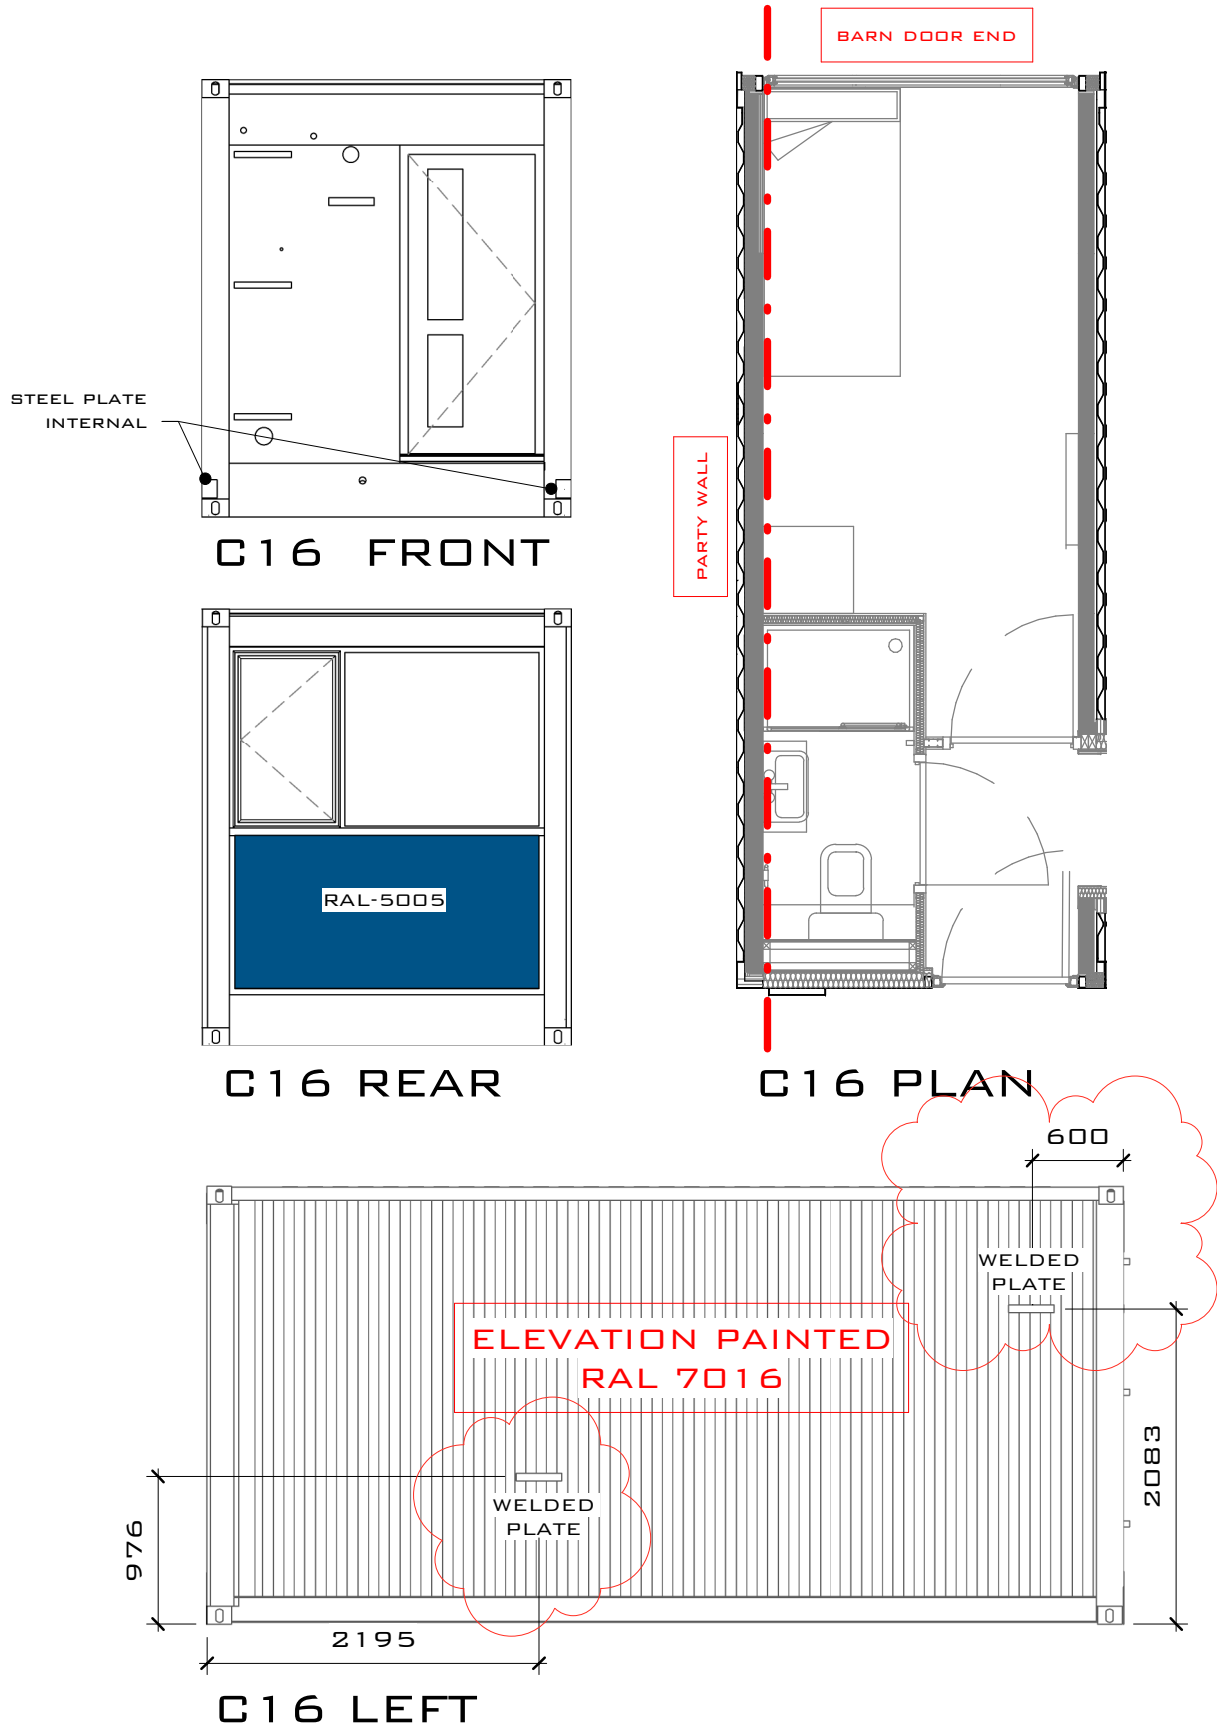 BARN DOOR END
STEEL PLATE
INTERNAL
C16 FRONT
PARTY WALL
RAL-5005
C16 REAR
C16 PLAN
600
WELDED
PLATE
ELEVATION PAINTED
RAL 7016
2083
WELDED
PLATE
976
2195
C16 LEFT